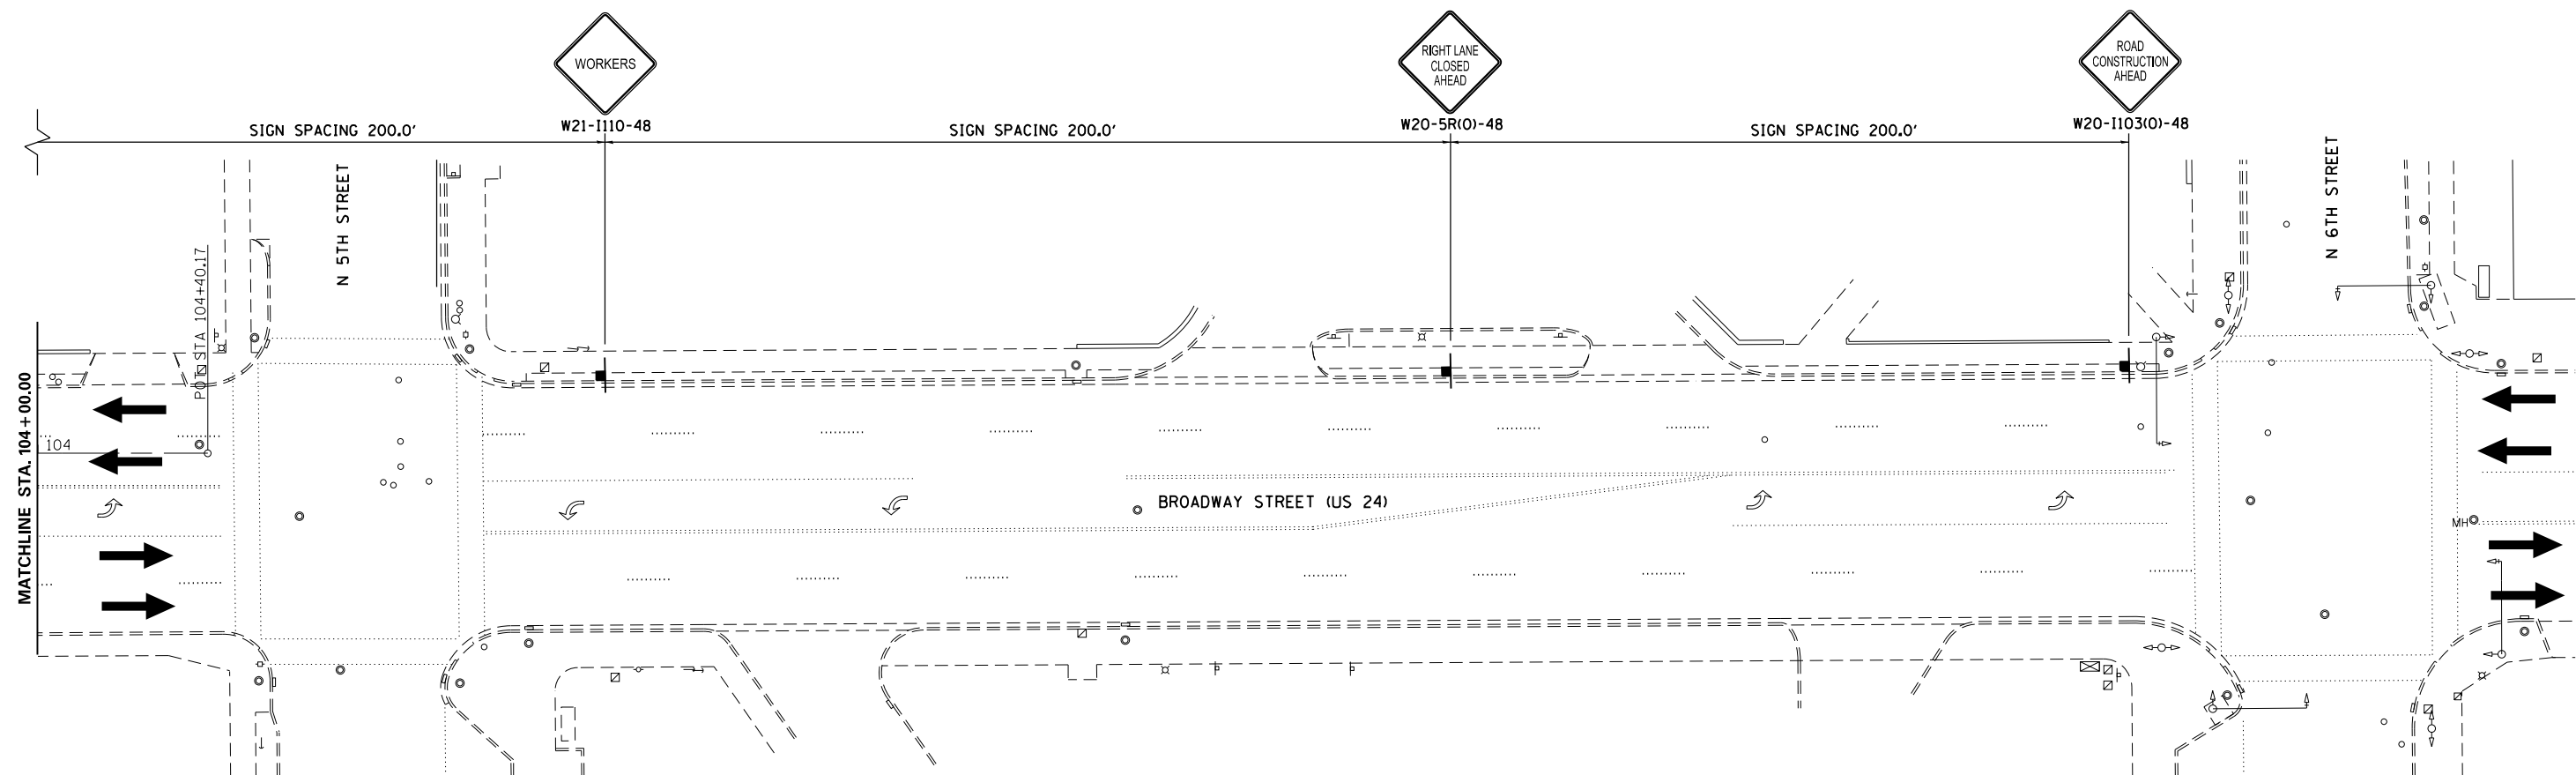 WORKERS
W21-I110-48
RIGHT LANE
CLOSED
AHEAD
W20-5R(O)-48
ROAD
CONSTRUCTION
AHEAD
W20-I103(O)-48
SIGN SPACING 200.0'
SIGN SPACING 200.0'
SIGN SPACING 200.0'
N 5TH STREET
N 6TH STREET
POT STA 104+40.17
MATCHLINE STA. 104+00.00
104
BROADWAY STREET (US 24)
MH